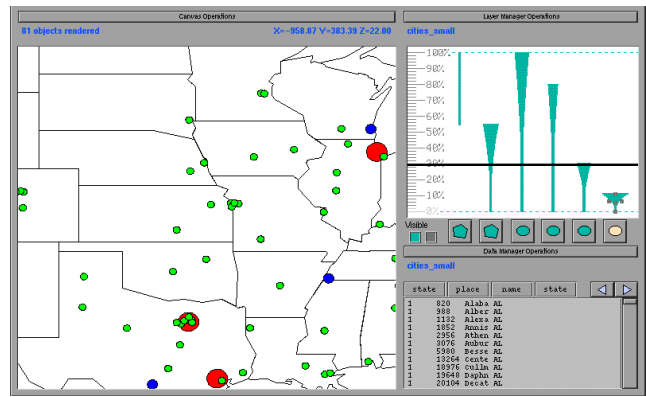 Canvas Operations
81 objects rendered X=-958.87 Y=383.39 Z=22.00
Layer Manager Operations
cities_small
100%
90%
80%
70%
60%
50%
40%
30%
20%
10%
0%
Visible
Data Manager Operations
cities_small
state place name state
1 820 Alaba AL
1 988 Alber AL
1 1132 Alexa AL
1 1852 Annis AL
1 2956 Athen AL
1 3076 Aubur AL
1 5980 Besse AL
1 13264 Cente AL
1 18976 Cullm AL
1 19648 Daphn AL
1 20104 Decat AL